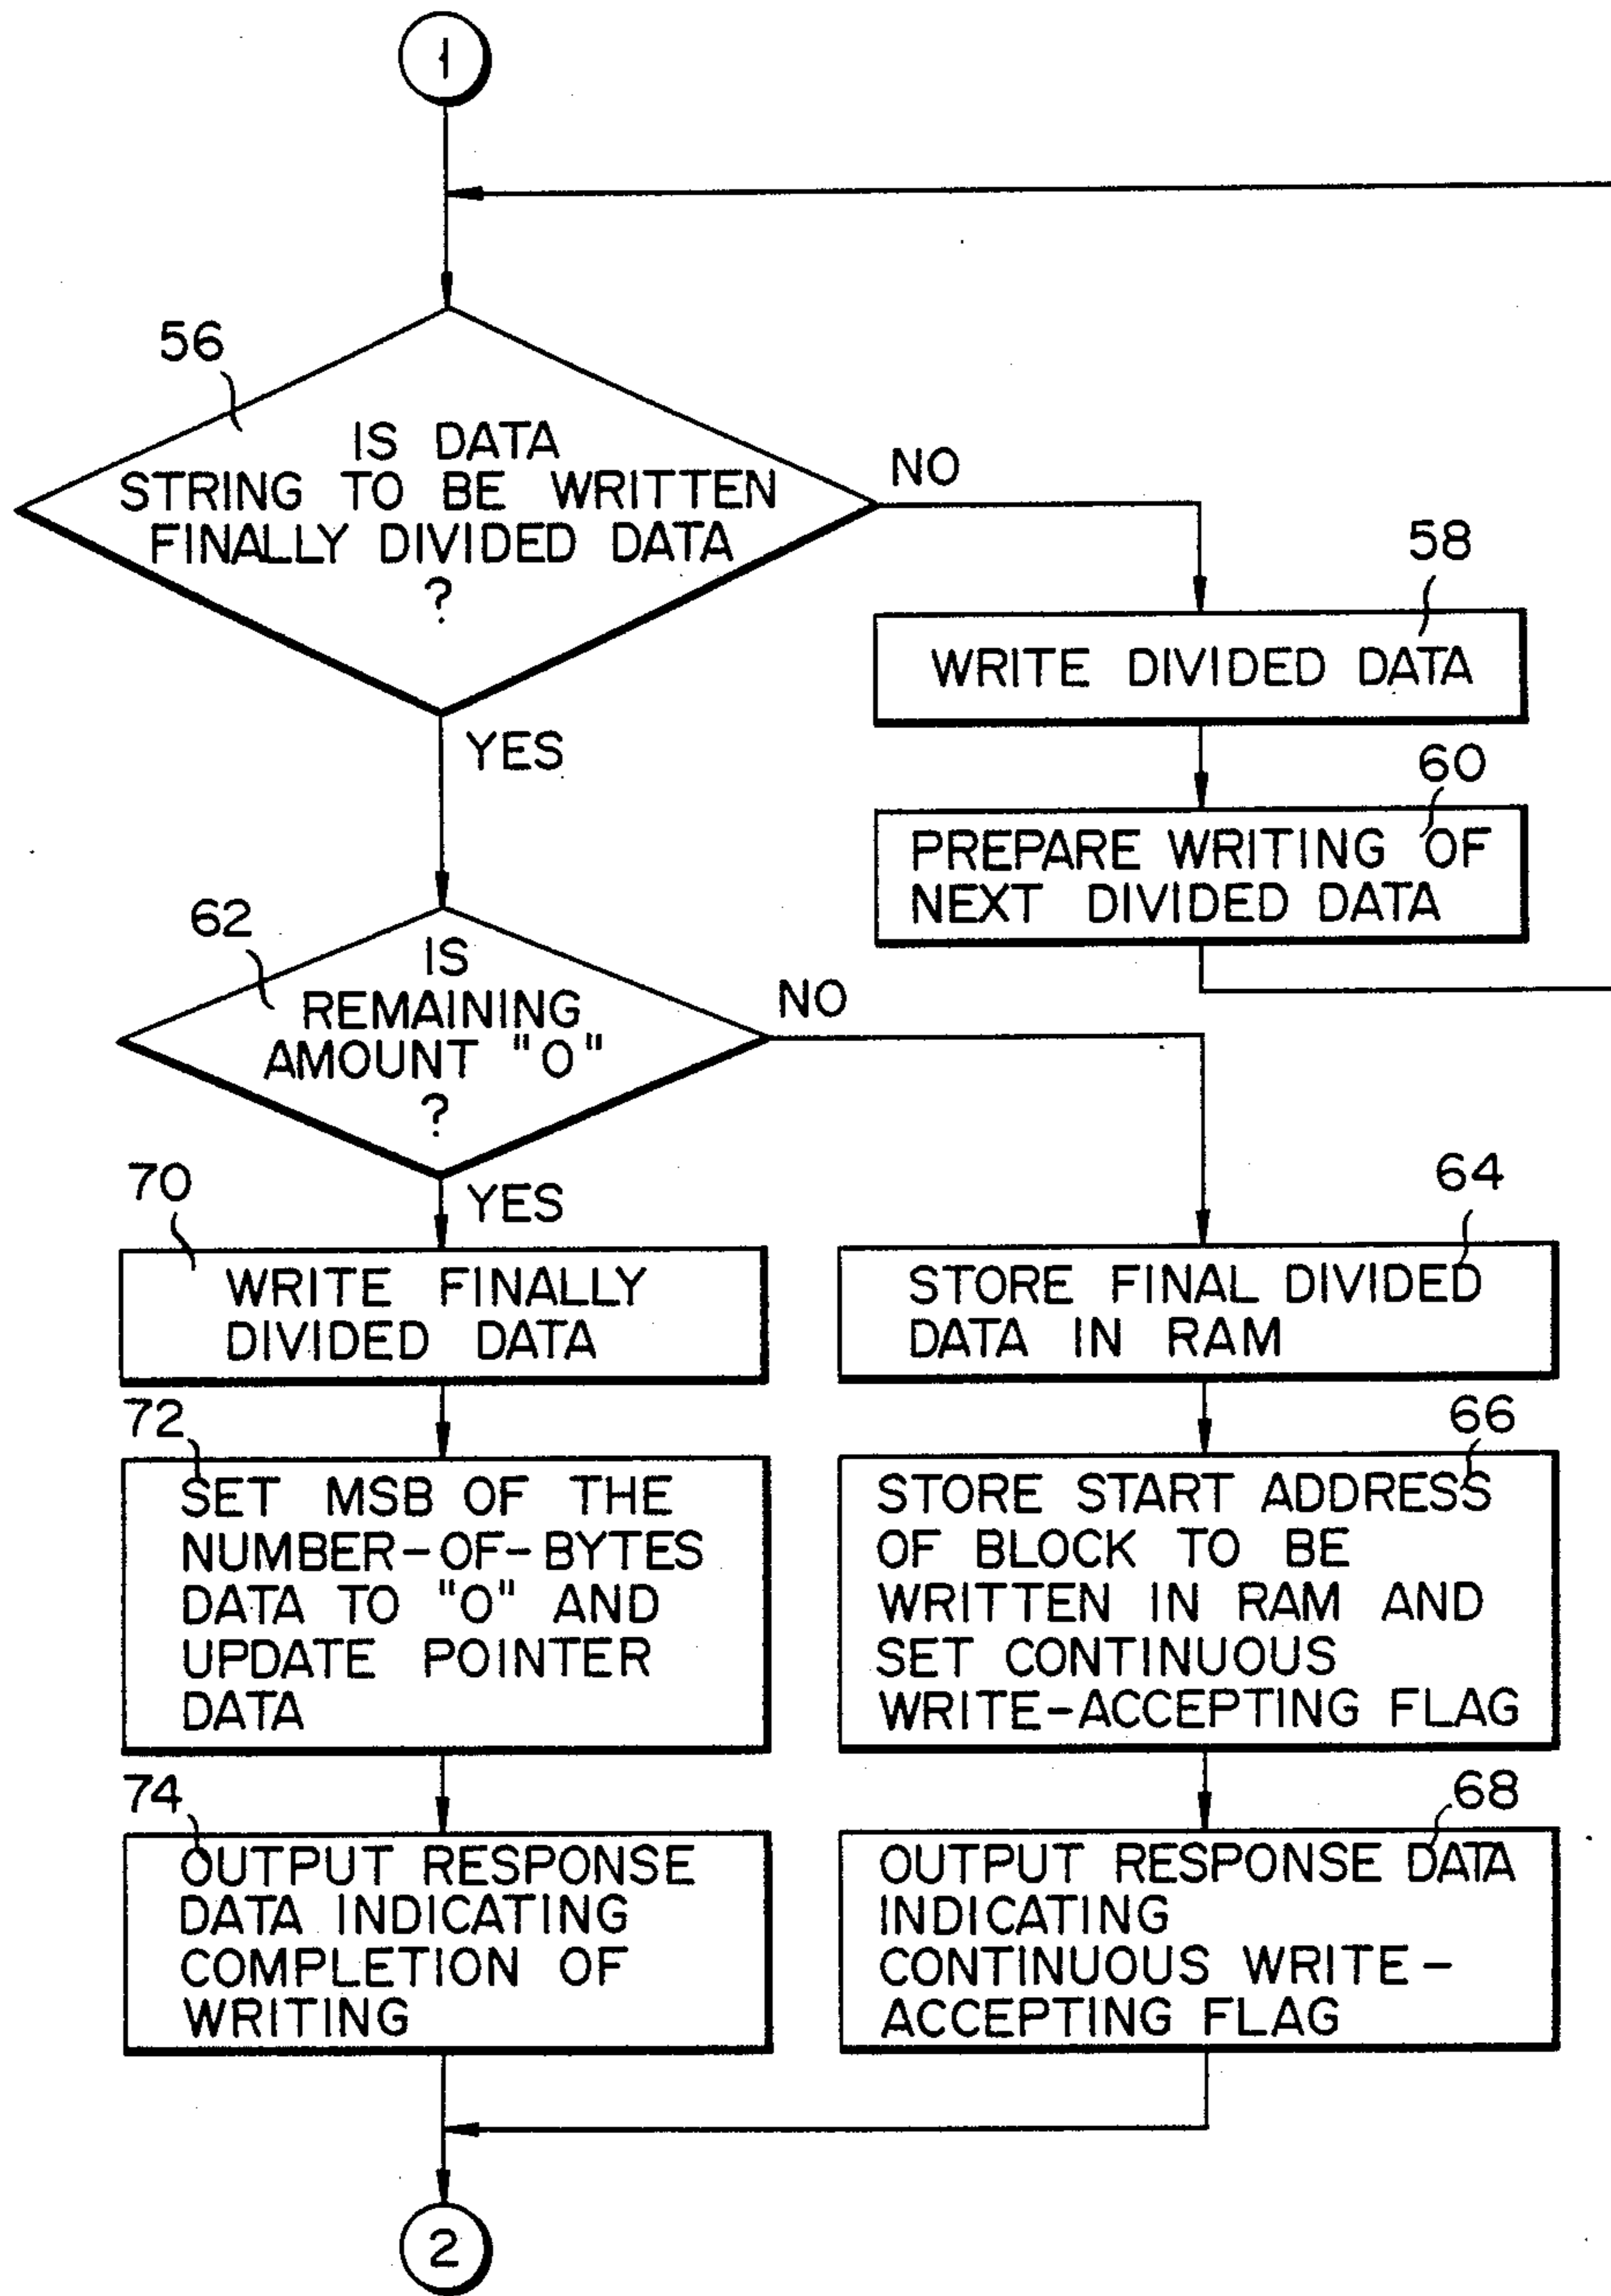 1
56
IS DATA
STRING TO BE WRITTEN
FINALLY DIVIDED DATA
?
NO
58
WRITE DIVIDED DATA
YES
60
PREPARE WRITING OF
NEXT DIVIDED DATA
62
IS
REMAINING
AMOUNT "0"
?
NO
YES
64
STORE FINAL DIVIDED
DATA IN RAM
70
WRITE FINALLY
DIVIDED DATA
66
STORE START ADDRESS
OF BLOCK TO BE
WRITTEN IN RAM AND
SET CONTINUOUS
WRITE-ACCEPTING FLAG
72
SET MSB OF THE
NUMBER-OF-BYTES
DATA TO "0" AND
UPDATE POINTER
DATA
68
OUTPUT RESPONSE DATA
INDICATING
CONTINUOUS WRITE-
ACCEPTING FLAG
74
OUTPUT RESPONSE
DATA INDICATING
COMPLETION OF
WRITING
2